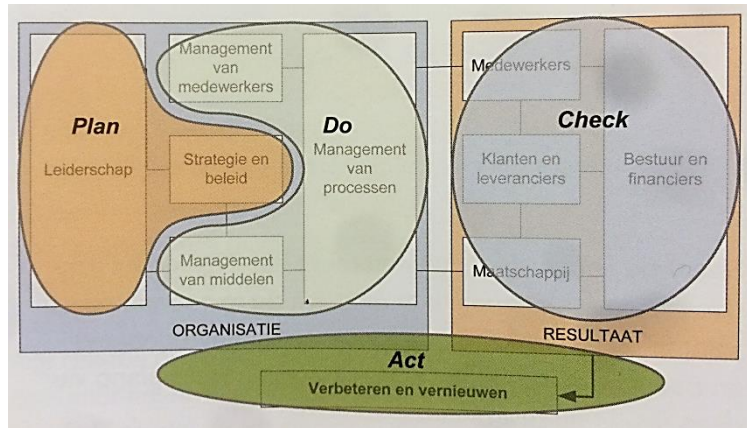 Plan
Leiderschap
Management
van
medewerkers
Strategie en
beleid
Management
van middelen
Do
Management
van
processen
ORGANISATIE
Medewerkers
Klanten en
leveranciers
Maatschappij
Check
Bestuur en
financiers
RESULTAAT
Act
Verbeteren en vernieuwen